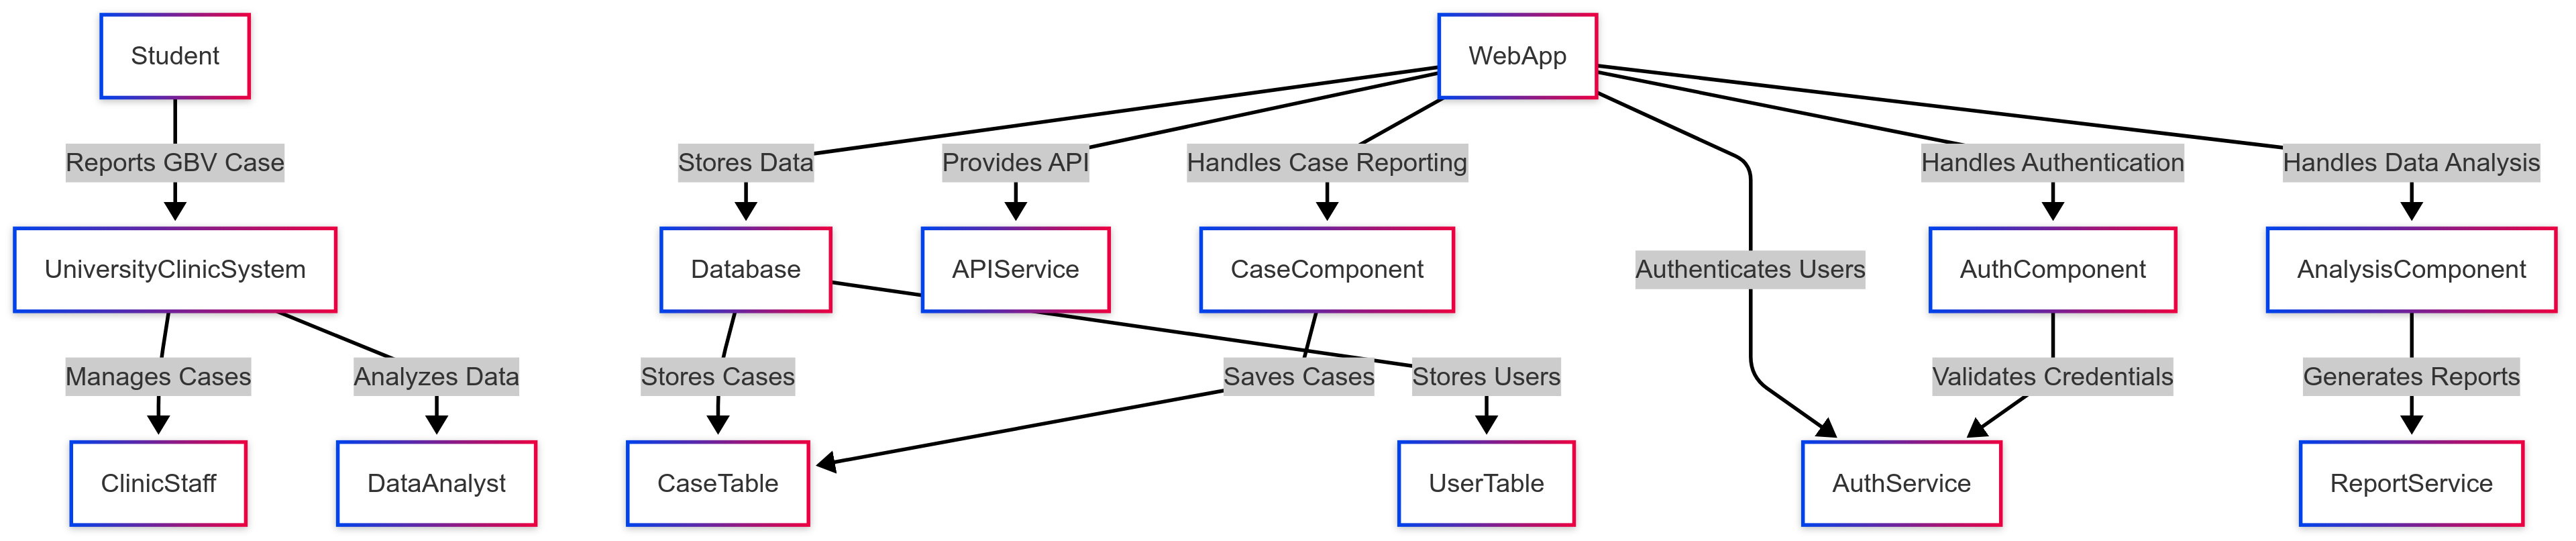 Student
WebApp
Reports GBV Case
Stores Data
Provides API
Handles Case Reporting
Handles Authentication
Handles Data Analysis
UniversityClinicSystem
Database
APIService
CaseComponent
Authenticates Users
AuthComponent
AnalysisComponent
Manages Cases
Analyzes Data
Stores Cases
Saves Cases
Stores Users
Validates Credentials
Generates Reports
ClinicStaff
DataAnalyst
CaseTable
UserTable
AuthService
ReportService